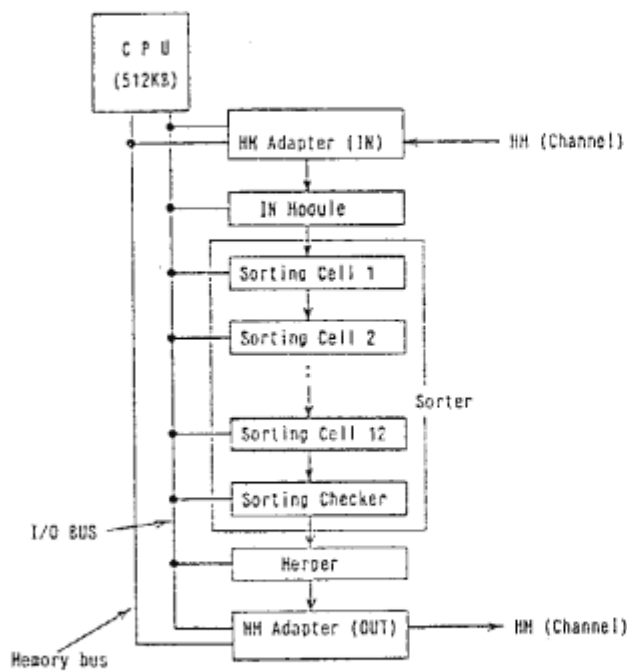 C P U
(512KB)
HM Adapter (IN)
HM (Channel)
IN Module
Sorting Cell 1
Sorting Cell 2
:
Sorting Cell 12
Sorter
Sorting Checker
I/O BUS
Merger
HM Adapter (OUT)
HM (Channel)
Memory bus